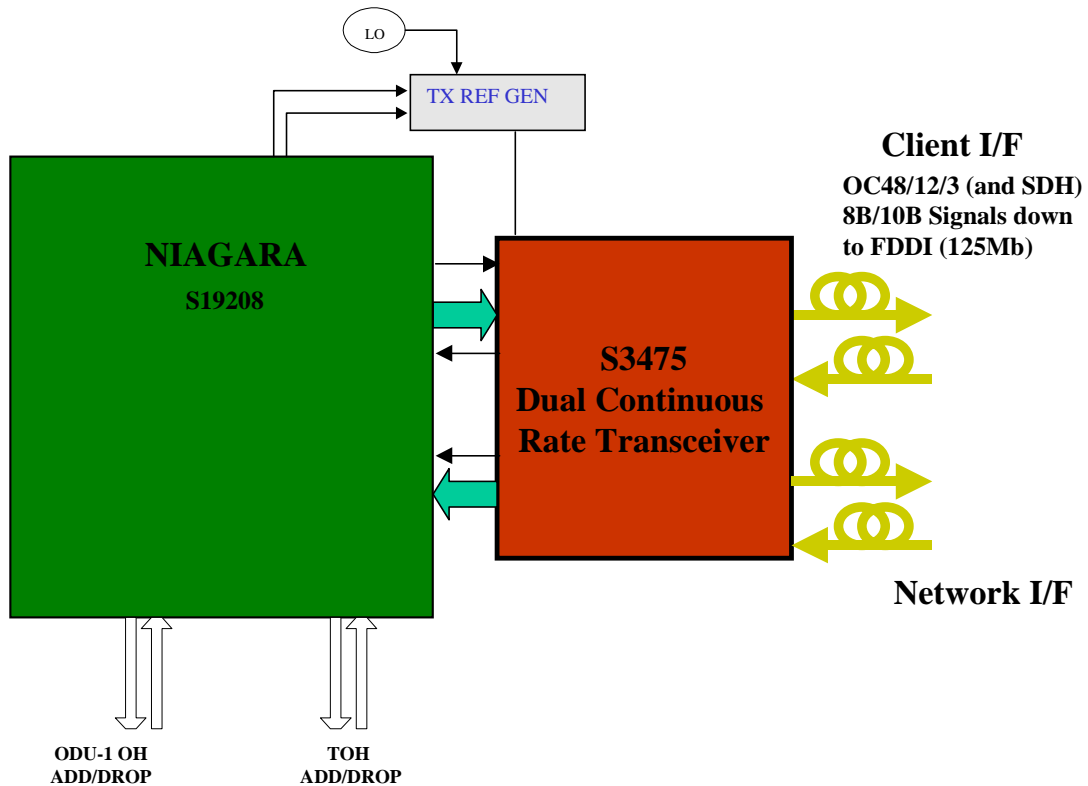 LO
TX REF GEN
Client I/F
OC48/12/3 (and SDH)
8B/10B Signals down
to FDDI (125Mb)
NIAGARA
S19208
S3475
Dual Continuous
Rate Transceiver
Network I/F
ODU-1 OH
ADD/DROP
TOH
ADD/DROP